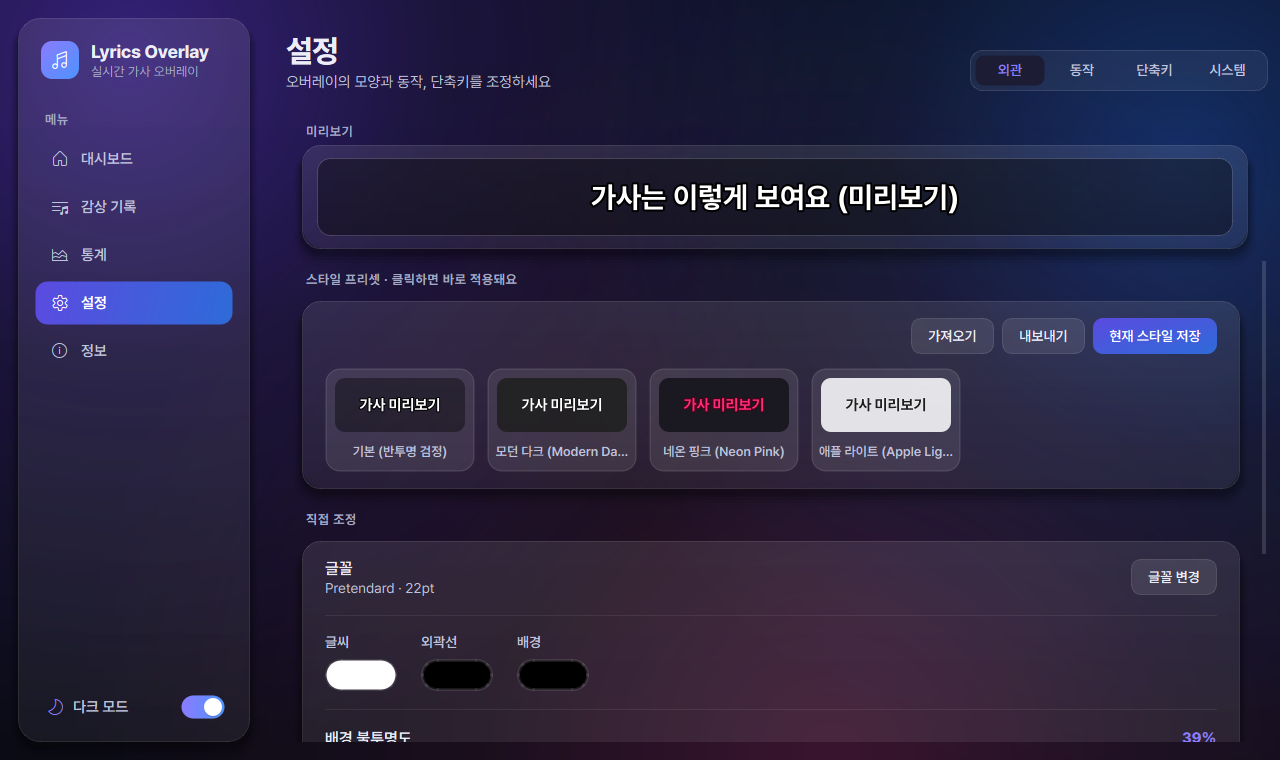 Lyrics Overlay
실시간 가사 오버레이
메뉴
대시보드
감상 기록
통계
설정
정보
다크 모드
설정
오버레이의 모양과 동작, 단축키를 조정하세요
외관 동작 단축키 시스템
미리보기
가사는 이렇게 보여요 (미리보기)
스타일 프리셋 · 클릭하면 바로 적용돼요
가져오기 내보내기 현재 스타일 저장
가사 미리보기 가사 미리보기 가사 미리보기 가사 미리보기
기본 (반투명 검정) 모던 다크 (Modern Da... 네온 핑크 (Neon Pink) 애플 라이트 (Apple Lig...
직접 조정
글꼴
Pretendard · 22pt
글꼴 변경
글씨 외곽선 배경
배경 불투명도 39%